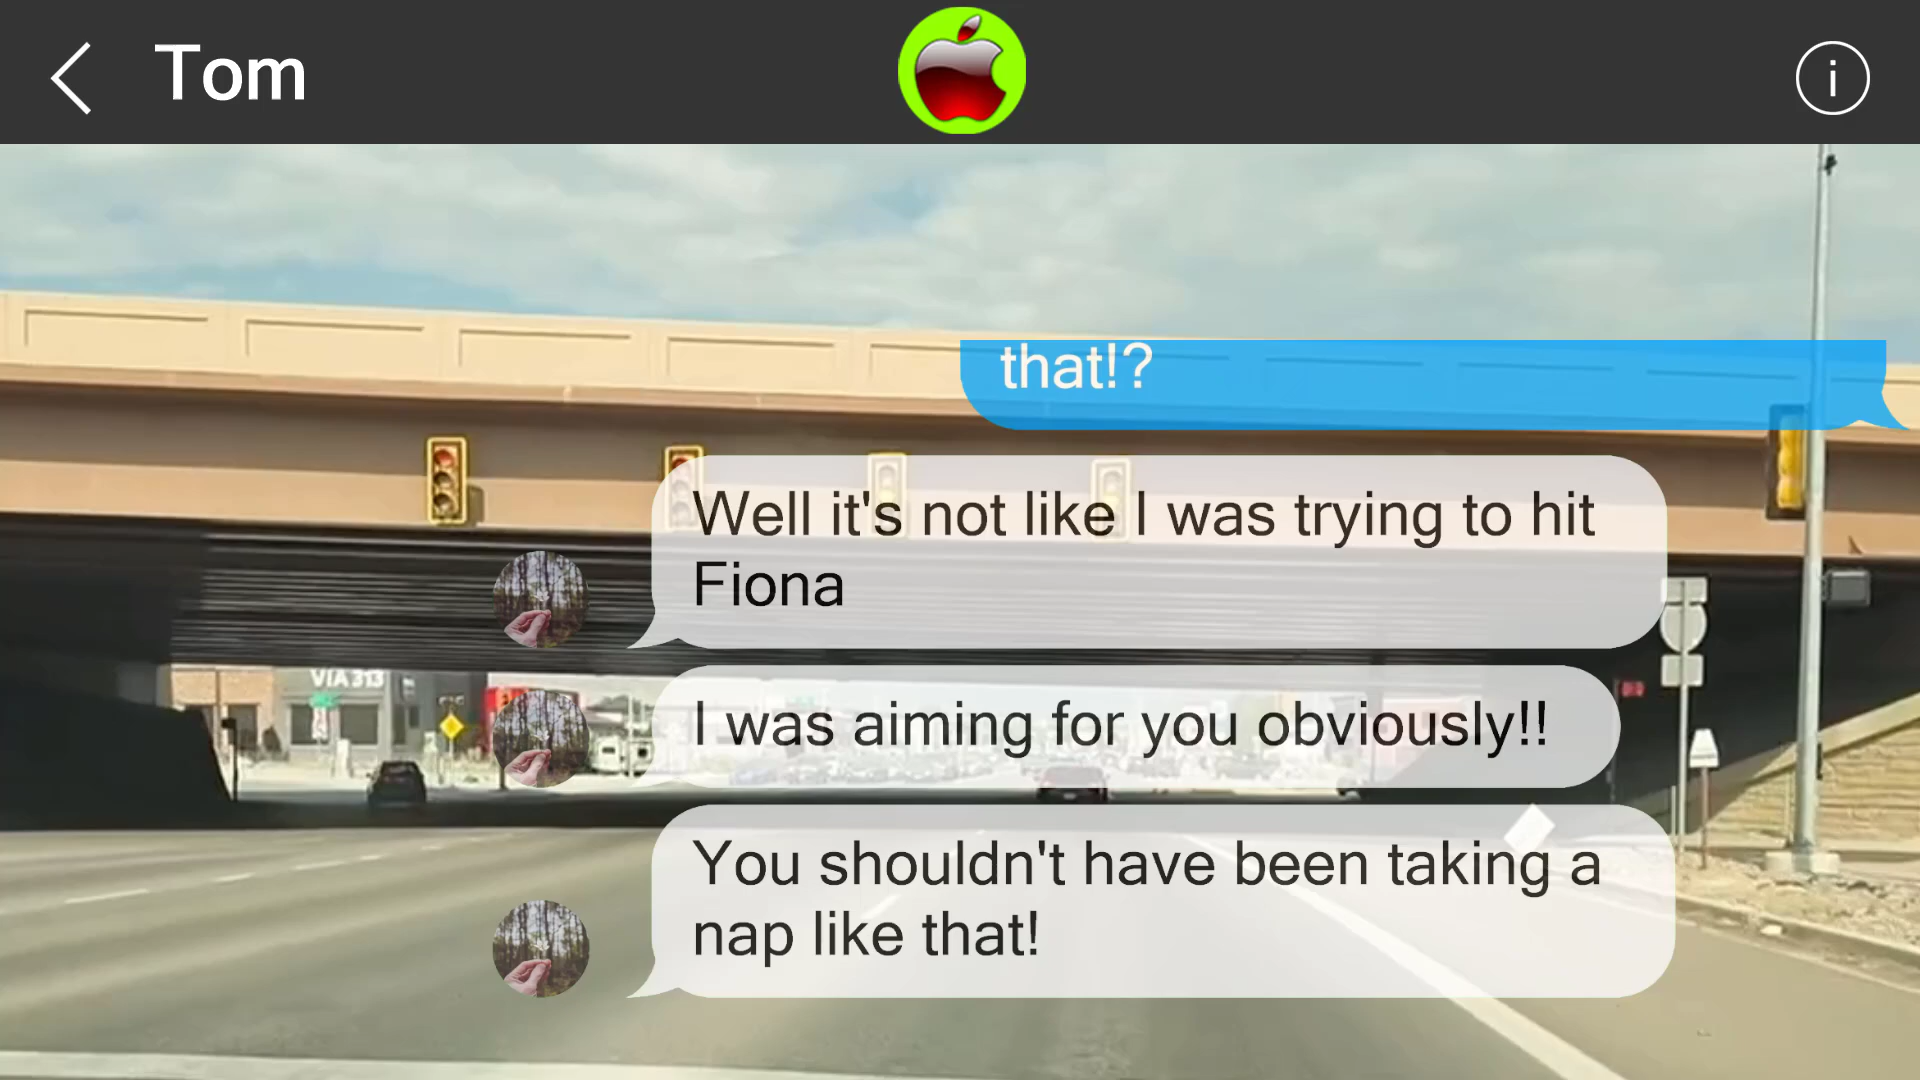 Tom
i
that!?
Well it's not like I was trying to hit
Fiona
I was aiming for you obviously!!
You shouldn't have been taking a
nap like that!
VIA 313